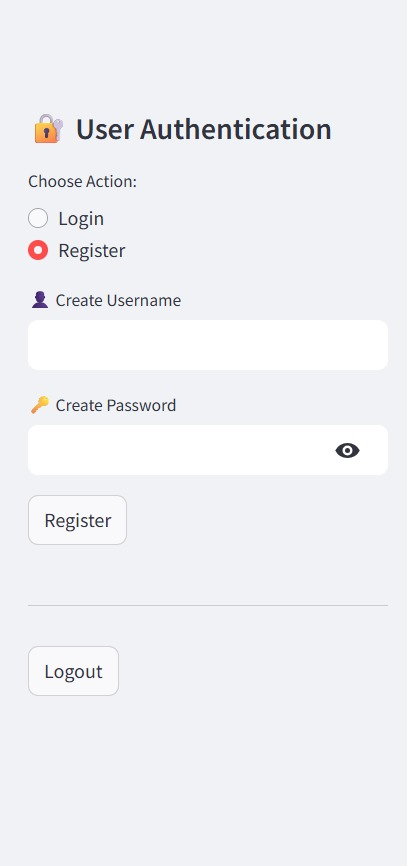 🔐 User Authentication
Choose Action:
Login
Register
👤 Create Username
🔑 Create Password
Register
Logout